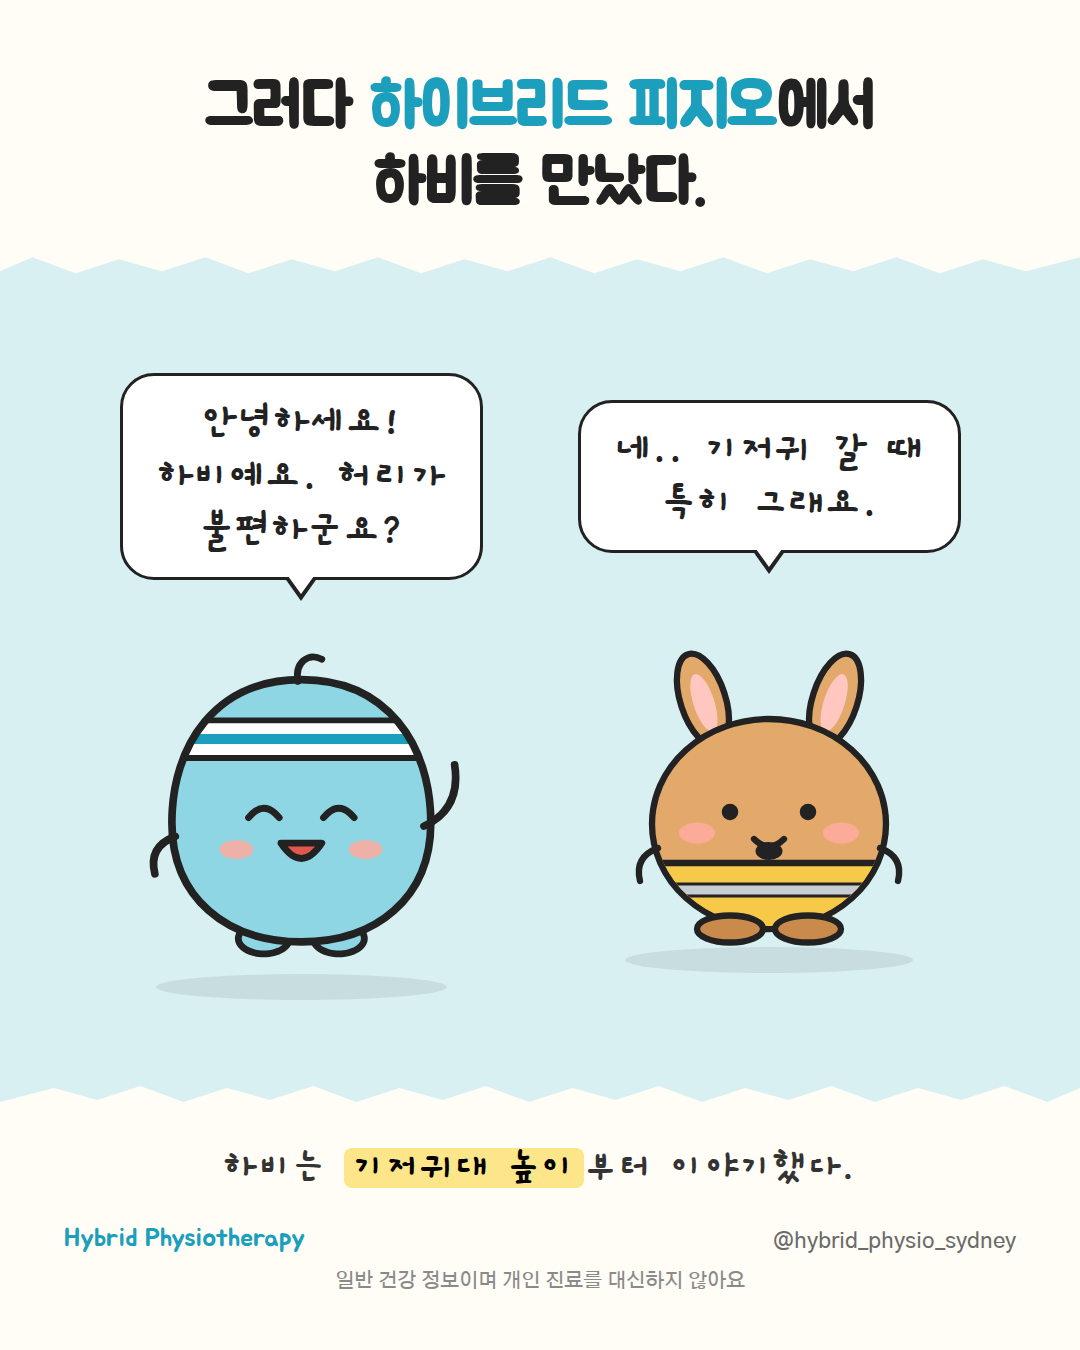 그러다 하이브리드 피지오에서
하비를 만났다.
안녕하세요!
하비예요. 허리가
불편하군요?
네.. 기저귀 갈 때
특히 그래요.
하비는 기저귀대 높이부터 이야기했다.
Hybrid Physiotherapy
@hybrid_physio_sydney
일반 건강 정보이며 개인 진료를 대신하지 않아요